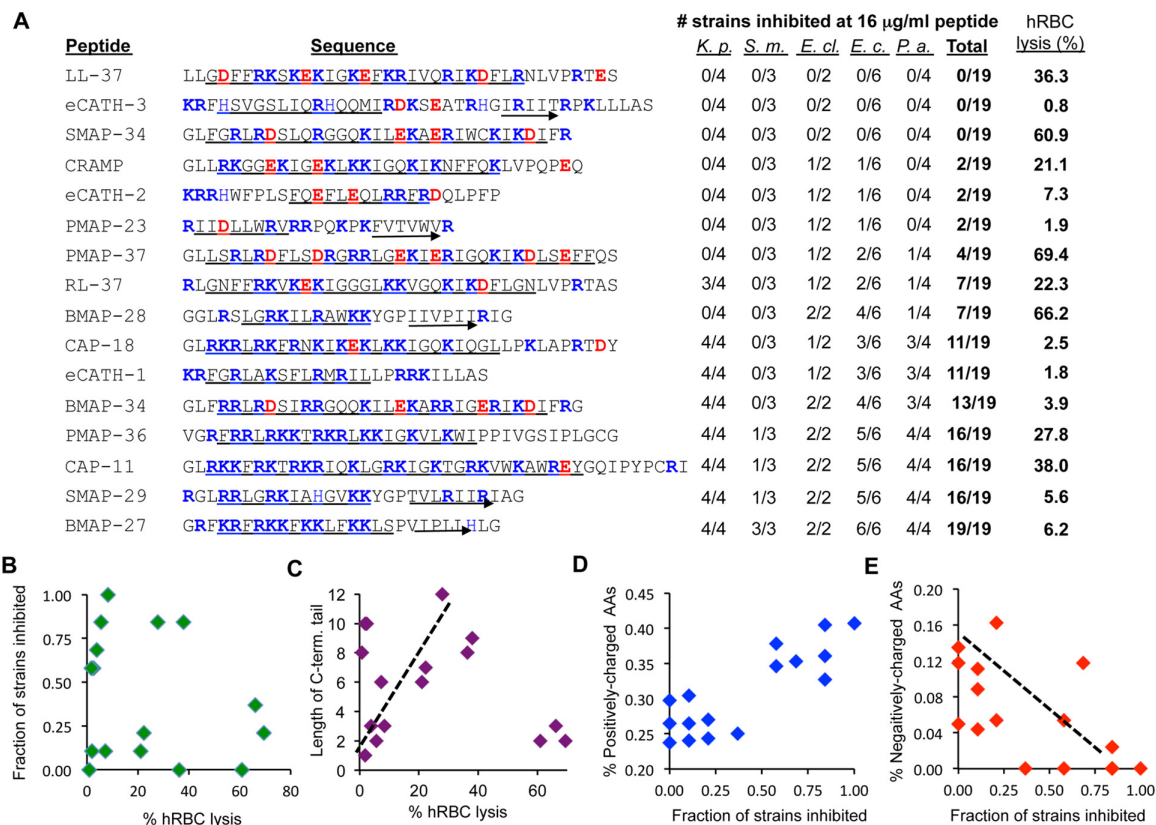 A
# strains inhibited at 16 µg/ml peptide hRBC
Peptide Sequence K. p. S. m. E. cl. E. c. P. a. Total lysis (%)
LL-37 LLGDFFRKSKEKIGKEFKRIVQRIKDFLRNLVPRTES 0/4 0/3 0/2 0/6 0/4 0/19 36.3
eCATH-3 KRFHSVGSLIQRHQQMIRDKSEATRHGIRIITRPKLLLAS 0/4 0/3 0/2 0/6 0/4 0/19 0.8
SMAP-34 GLFGRLRDSLQRGGQKILEKAERIWCKIKDIFR 0/4 0/3 0/2 0/6 0/4 0/19 60.9
CRAMP GLLRKGGEKIGEKLKKIGQKIKNFFQKLVPQPEQ 0/4 0/3 1/2 1/6 0/4 2/19 21.1
eCATH-2 KRRHWFPLSFQEFLEQLRRFRDQLPFP 0/4 0/3 1/2 1/6 0/4 2/19 7.3
PMAP-23 RIIDLLWRVRRPQKPKFVTVWVR 0/4 0/3 1/2 1/6 0/4 2/19 1.9
PMAP-37 GLLSRLRDFLSDRGRRLGEKIERIGQKIKDLSEFFQS 0/4 0/3 1/2 2/6 1/4 4/19 69.4
RL-37 RLGNFFRKVKEKIGGGLKKVGQKIKDFLGNLVPRTAS 3/4 0/3 1/2 2/6 1/4 7/19 22.3
BMAP-28 GGLRSLGRKILRAWKKYGPIIVPIIRIG 0/4 0/3 2/2 4/6 1/4 7/19 66.2
CAP-18 GLRKRLRKFRNKIKEKLKKIGQKIQGLLPKLAPRTDY 4/4 0/3 1/2 3/6 3/4 11/19 2.5
eCATH-1 KRFGRLAKSFLRMRILLPRRKILLAS 4/4 0/3 1/2 3/6 3/4 11/19 1.8
BMAP-34 GLFRRLRDSIRRGQQKILEKARRIGERIKDIFRG 4/4 0/3 2/2 4/6 3/4 13/19 3.9
PMAP-36 VGRFRRLRKKTRKRLKKIGKVLKWIPPIVGSIPLGCG 4/4 1/3 2/2 5/6 4/4 16/19 27.8
CAP-11 GLRKKFRKTRKRIQKLGRKIGKTGRKVWKAWREYGQIPYPCRI 4/4 1/3 2/2 5/6 4/4 16/19 38.0
SMAP-29 RGLRRLGRKIAHGVKKYGPTVLRIIRIAG 4/4 1/3 2/2 5/6 4/4 16/19 5.6
BMAP-27 GRFKRFRKKFKKLFKKLSPVIPLLHLG 4/4 3/3 2/2 6/6 4/4 19/19 6.2
B
Fraction of strains inhibited
1.00
0.75
0.50
0.25
0.00
0 20 40 60 80
% hRBC lysis
C
Length of C-term. tail
12
10
8
6
4
2
0
0 20 40 60
% hRBC lysis
D
% Positively-charged AAs
0.45
0.40
0.35
0.30
0.25
0.20
0.00 0.25 0.50 0.75 1.00
Fraction of strains inhibited
E
% Negaitively-charged AAs
0.20
0.16
0.12
0.08
0.04
0.00
0.00 0.25 0.50 0.75 1.00
Fraction of strains inhibited